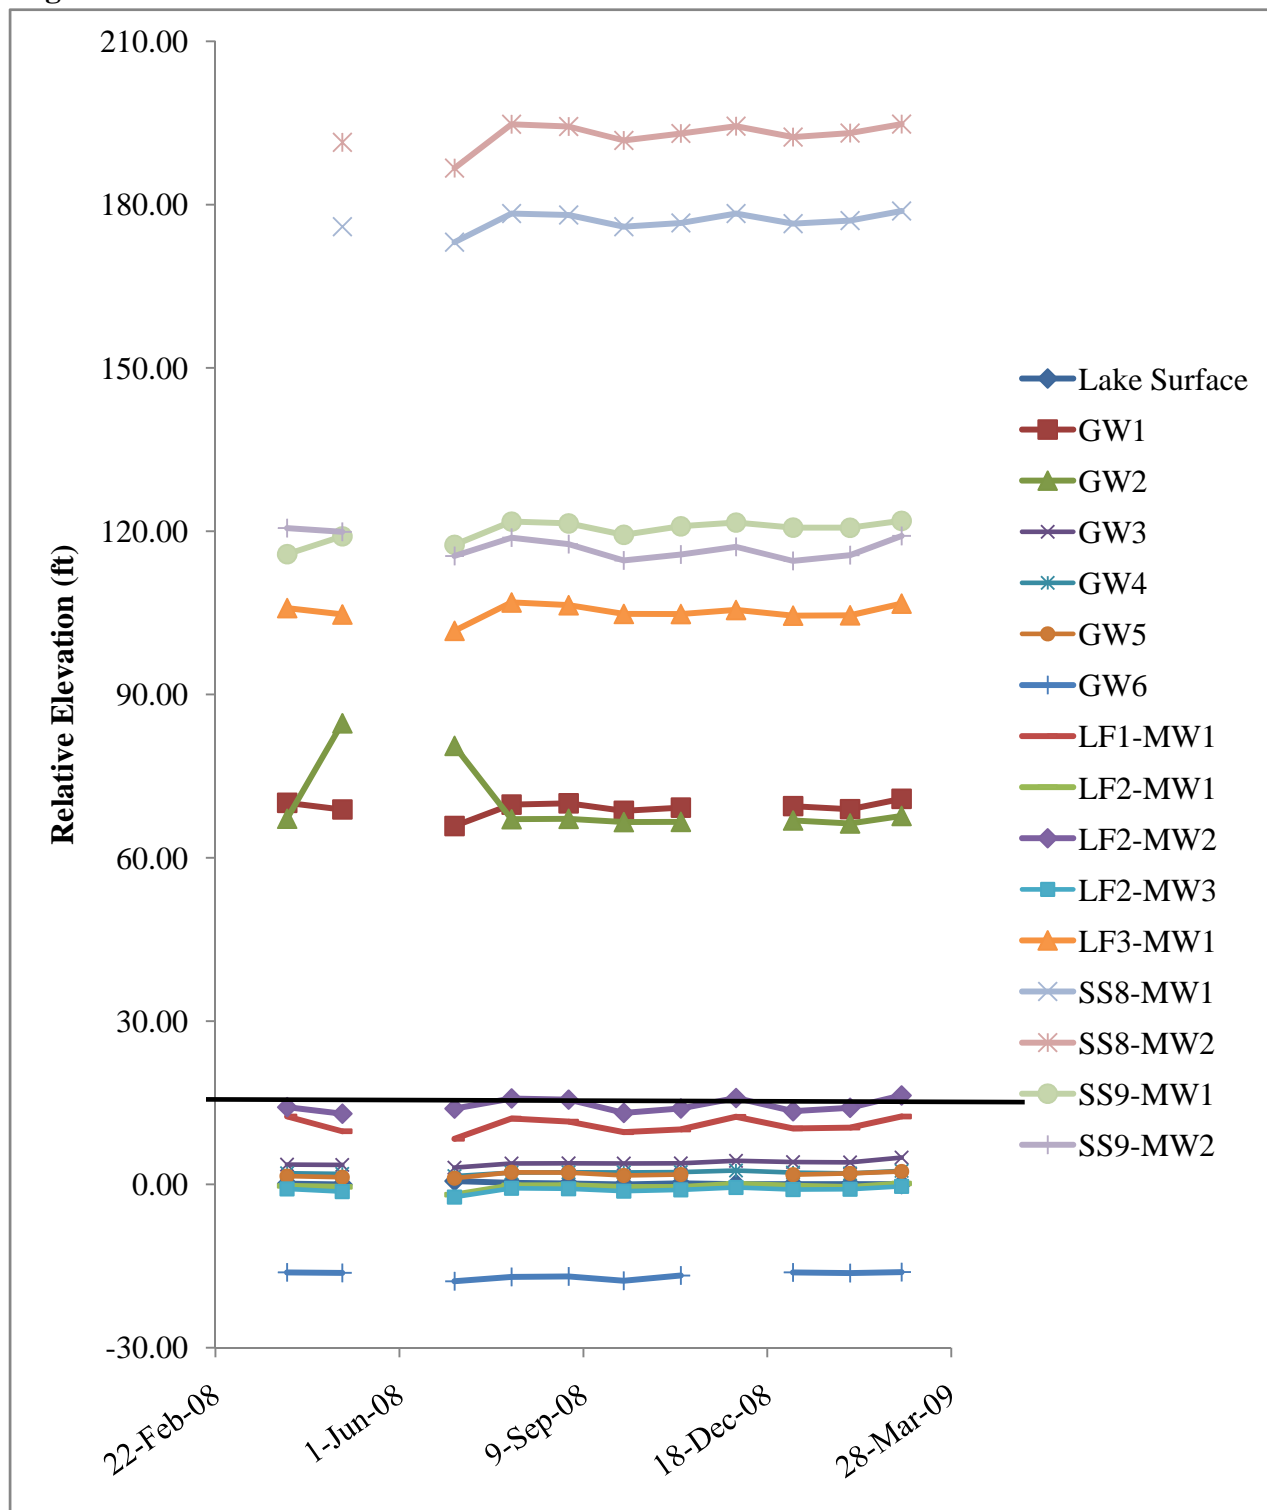 210.00
180.00
150.00
120.00
90.00
60.00
30.00
0.00
-30.00
Relative Elevation (ft)
22-Feb-08
1-Jun-08
9-Sep-08
18-Dec-08
28-Mar-09
Lake Surface
GW1
GW2
GW3
GW4
GW5
GW6
LF1-MW1
LF2-MW1
LF2-MW2
LF2-MW3
LF3-MW1
SS8-MW1
SS8-MW2
SS9-MW1
SS9-MW2